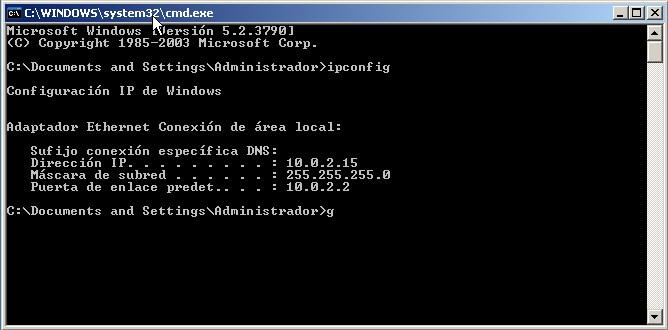 C:\WINDOWS\system32\cmd.exe
Microsoft Windows [Versión 5.2.3790]
(C) Copyright 1985-2003 Microsoft Corp.
C:\Documents and Settings\Administrador>ipconfig
Configuración IP de Windows
Adaptador Ethernet Conexión de área local:
Sufijo conexión específica DNS:
Dirección IP. . . . . . . . . . . : 10.0.2.15
Máscara de subred . . . . . . . : 255.255.255.0
Puerta de enlace predet.. . . . : 10.0.2.2
C:\Documents and Settings\Administrador>g